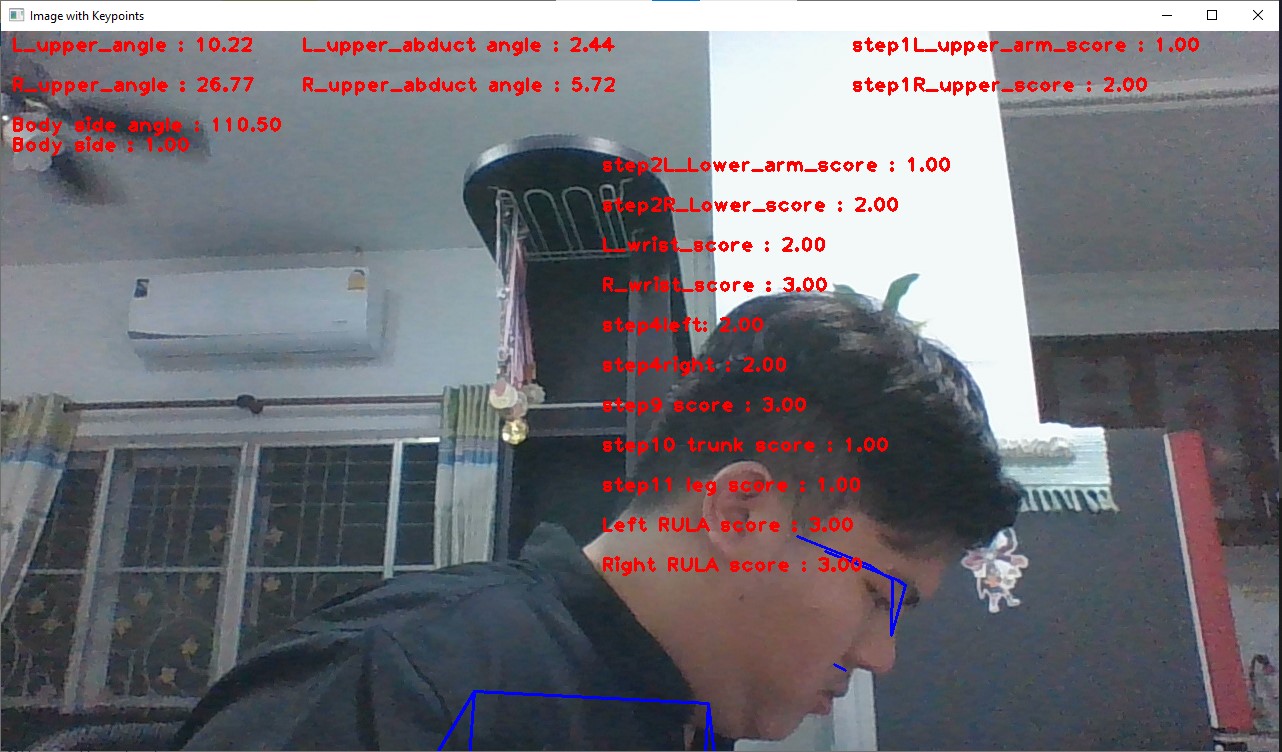 Image with Keypoints
L_upper_angle : 10.22 L_upper_abduct angle : 2.44 step1L_upper_arm_score : 1.00
R_upper_angle : 26.77 R_upper_abduct angle : 5.72 step1R_upper_score : 2.00
Body side angle : 110.50
Body side : 1.00
step2L_Lower_arm_score : 1.00
step2R_Lower_score : 2.00
L_wrist_score : 2.00
R_wrist_score : 3.00
step4left: 2.00
step4right : 2.00
step9 score : 3.00
step10 trunk score : 1.00
step11 leg score : 1.00
Left RULA score : 3.00
Right RULA score : 3.00